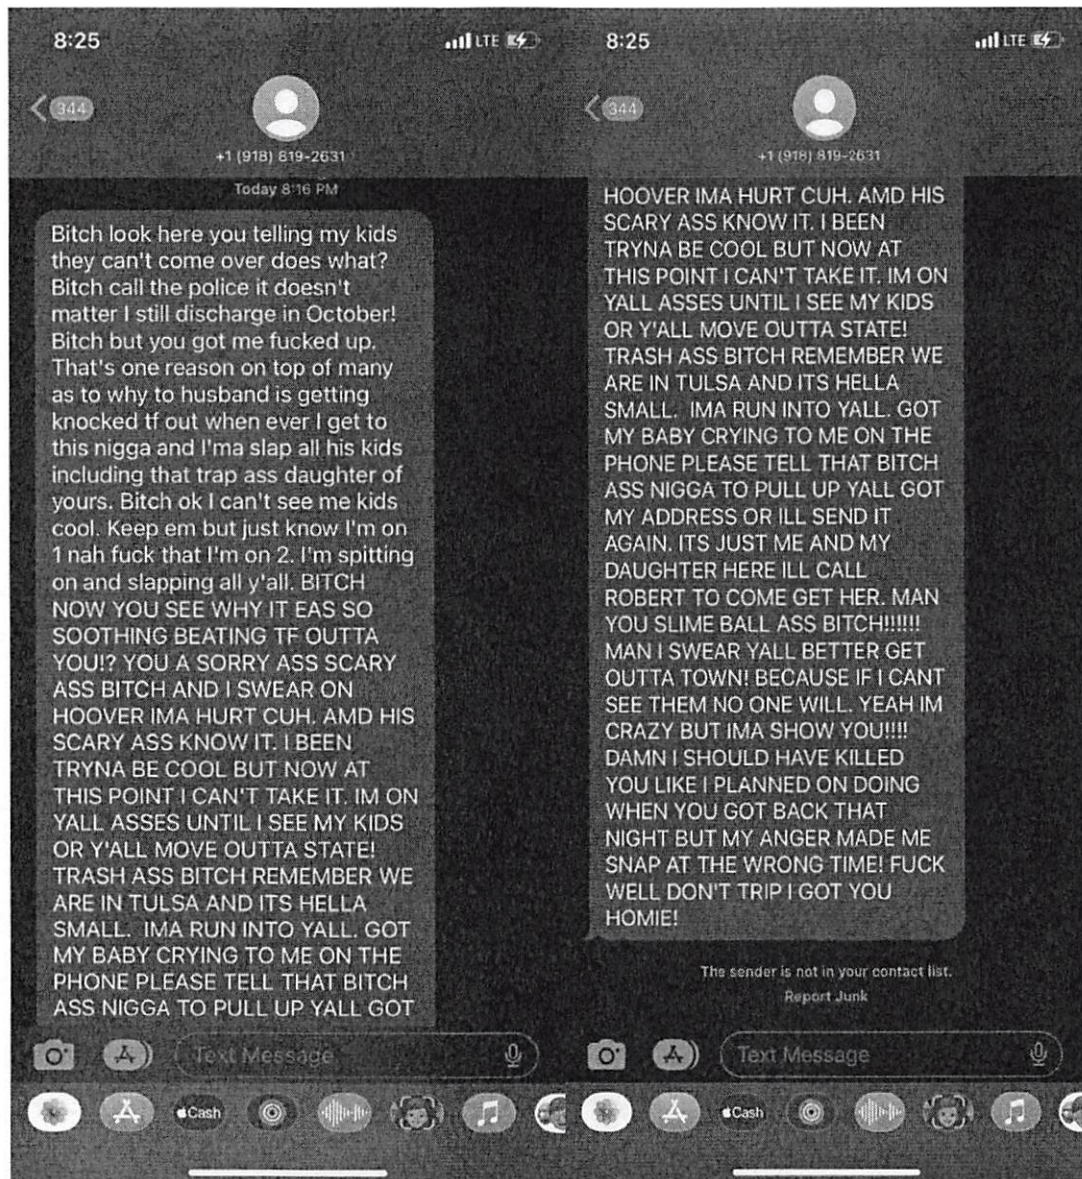 8:25
LTE
344
+1 (918) 819-2631
Today 8:16 PM
Bitch look here you telling my kids
they can't come over does what?
Bitch call the police it doesn't
matter I still discharge in October!
Bitch but you got me fucked up.
That's one reason on top of many
as to why to husband is getting
knocked tf out when ever I get to
this nigga and I'ma slap all his kids
including that trap ass daughter of
yours. Bitch ok I can't see me kids
cool. Keep em but just know I'm on
1 nah fuck that I'm on 2. I'm spitting
on and slapping all y'all. BITCH
NOW YOU SEE WHY IT EAS SO
SOOTHING BEATING TF OUTTA
YOU!? YOU A SORRY ASS SCARY
ASS BITCH AND I SWEAR ON
HOOVER IMA HURT CUH. AMD HIS
SCARY ASS KNOW IT. I BEEN
TRYNA BE COOL BUT NOW AT
THIS POINT I CAN'T TAKE IT. IM ON
YALL ASSES UNTIL I SEE MY KIDS
OR Y'ALL MOVE OUTTA STATE!
TRASH ASS BITCH REMEMBER WE
ARE IN TULSA AND ITS HELLA
SMALL.  IMA RUN INTO YALL. GOT
MY BABY CRYING TO ME ON THE
PHONE PLEASE TELL THAT BITCH
ASS NIGGA TO PULL UP YALL GOT
Text Message
Cash
8:25
LTE
344
+1 (918) 819-2631
HOOVER IMA HURT CUH. AMD HIS
SCARY ASS KNOW IT. I BEEN
TRYNA BE COOL BUT NOW AT
THIS POINT I CAN'T TAKE IT. IM ON
YALL ASSES UNTIL I SEE MY KIDS
OR Y'ALL MOVE OUTTA STATE!
TRASH ASS BITCH REMEMBER WE
ARE IN TULSA AND ITS HELLA
SMALL.  IMA RUN INTO YALL. GOT
MY BABY CRYING TO ME ON THE
PHONE PLEASE TELL THAT BITCH
ASS NIGGA TO PULL UP YALL GOT
MY ADDRESS OR ILL SEND IT
AGAIN. ITS JUST ME AND MY
DAUGHTER HERE ILL CALL
ROBERT TO COME GET HER. MAN
YOU SLIME BALL ASS BITCH!!!!!!
MAN I SWEAR YALL BETTER GET
OUTTA TOWN! BECAUSE IF I CANT
SEE THEM NO ONE WILL. YEAH IM
CRAZY BUT IMA SHOW YOU!!!!
DAMN I SHOULD HAVE KILLED
YOU LIKE I PLANNED ON DOING
WHEN YOU GOT BACK THAT
NIGHT BUT MY ANGER MADE ME
SNAP AT THE WRONG TIME! FUCK
WELL DON'T TRIP I GOT YOU
HOMIE!
The sender is not in your contact list.
Report Junk
Text Message
Cash